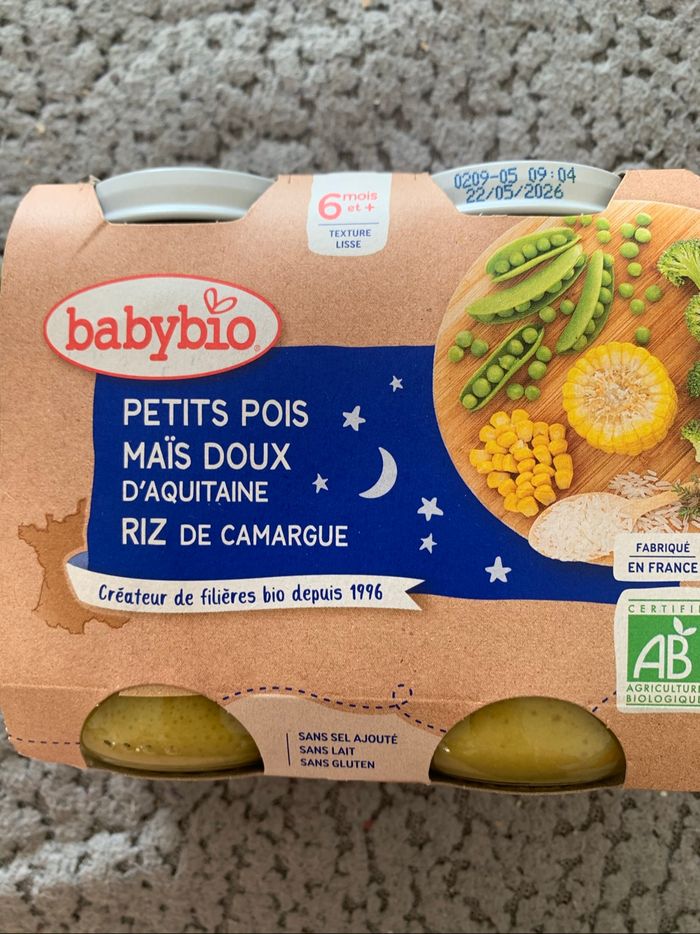 0209-05 09:04
22/05/2026
6 mois et +
TEXTURE
LISSE
babybio
PETITS POIS
MAÏS DOUX
D'AQUITAINE
RIZ DE CAMARGUE
Créateur de filières bio depuis 1996
FABRIQUÉ
EN FRANCE
CERTIFI
AB
AGRICULTURE
BIOLOGIQUE
SANS SEL AJOUTÉ
SANS LAIT
SANS GLUTEN